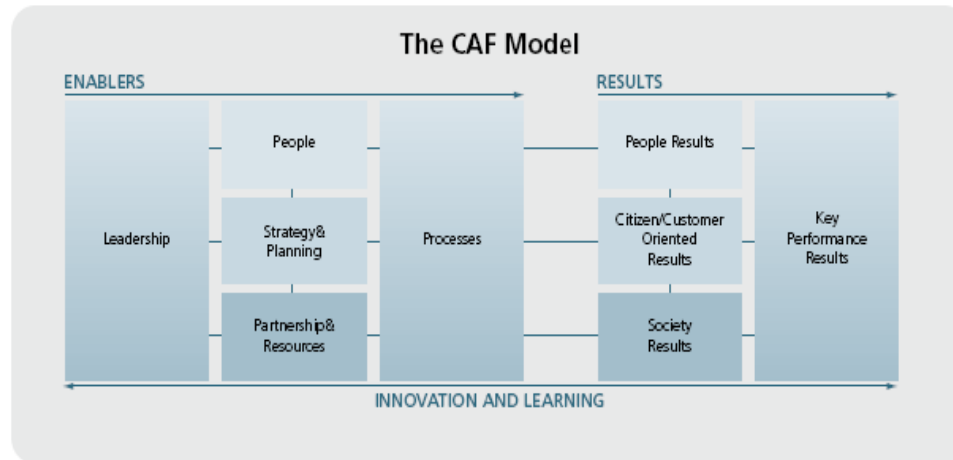 The CAF Model
ENABLERS
RESULTS
Leadership
People
Strategy&
Planning
Partnership&
Resources
Processes
People Results
Citizen/Customer
Oriented
Results
Society
Results
Key
Performance
Results
INNOVATION AND LEARNING